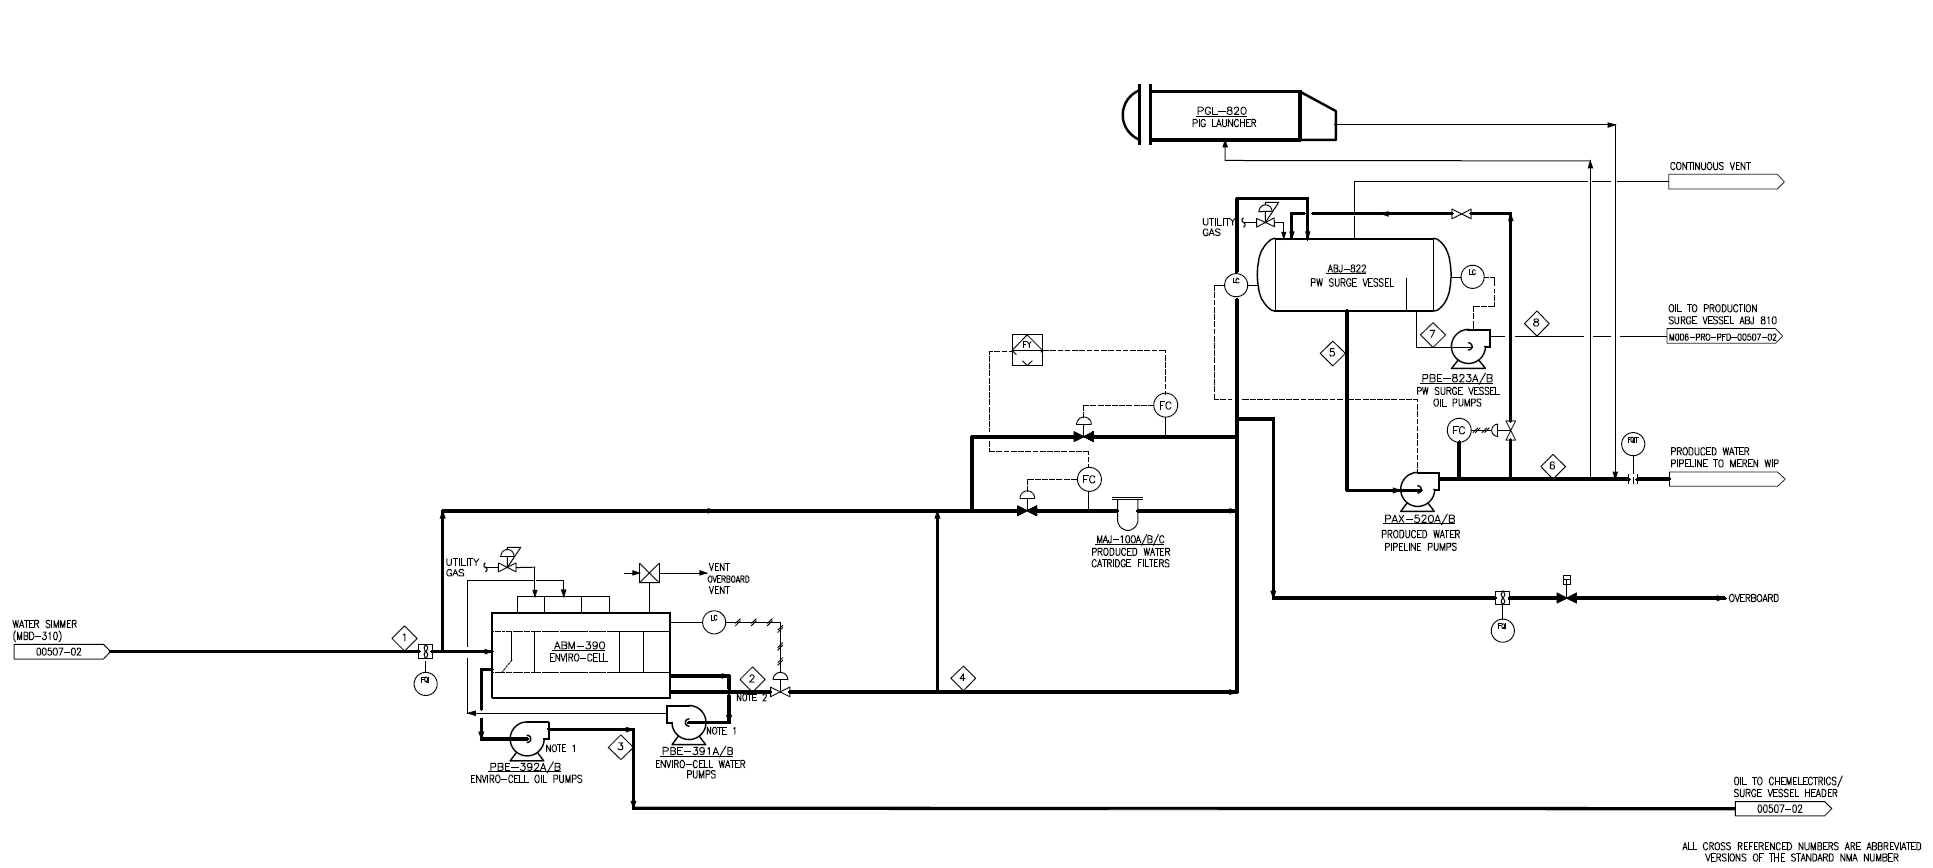 PGL-820
PIG LAUNCHER
CONTINUOUS VENT
UTILITY
GAS
ABJ-822
PW SURGE VESSEL
LC
LC
OIL TO PRODUCTION
SURGE VESSEL ABJ 810
M006-PRO-PFD-00507-02
8
7
5
FY
PBE-823A/B
PW SURGE VESSEL
OIL PUMPS
FC
FC
PRODUCED WATER
PIPELINE TO MEREN WIP
6
FC
PAX-520A/B
PRODUCED WATER
PIPELINE PUMPS
MAJ-100A/B/C
PRODUCED WATER
CATRIDGE FILTERS
UTILITY
GAS
VENT
OVERBOARD
VENT
OVERBOARD
FQI
WATER SIMMER
(MBD-310)
00507-02
1
FQI
ABM-390
ENVIRO-CELL
LC
2
NOTE 2
4
NOTE 1
PBE-391A/B
ENVIRO-CELL WATER
PUMPS
NOTE 1
3
PBE-392A/B
ENVIRO-CELL OIL PUMPS
OIL TO CHEMELECTRICS/
SURGE VESSEL HEADER
00507-02
ALL CROSS REFERENCED NUMBERS ARE ABBREVIATED
VERSIONS OF THE STANDARD NMA NUMBER